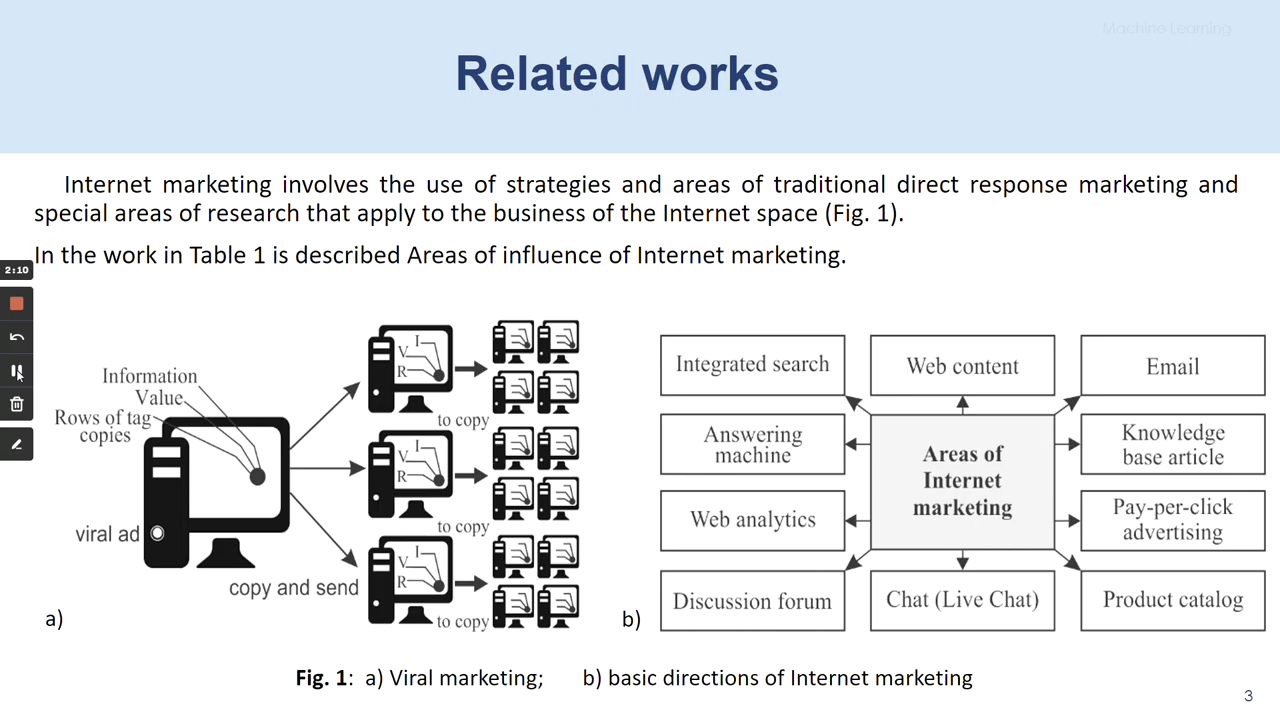 Machine Learning
Related works
Internet marketing involves the use of strategies and areas of traditional direct response marketing and
special areas of research that apply to the business of the Internet space (Fig. 1).
In the work in Table 1 is described Areas of influence of Internet marketing.
2:10
Information
Value
Rows of tag
copies
viral ad
copy and send
V
I
R
to copy
V
I
R
to copy
V
I
R
to copy
a)
Integrated search
Web content
Email
Answering
machine
Areas of
Internet
marketing
Knowledge
base article
Web analytics
Pay-per-click
advertising
Discussion forum
Chat (Live Chat)
Product catalog
b)
Fig. 1: a) Viral marketing; b) basic directions of Internet marketing
3